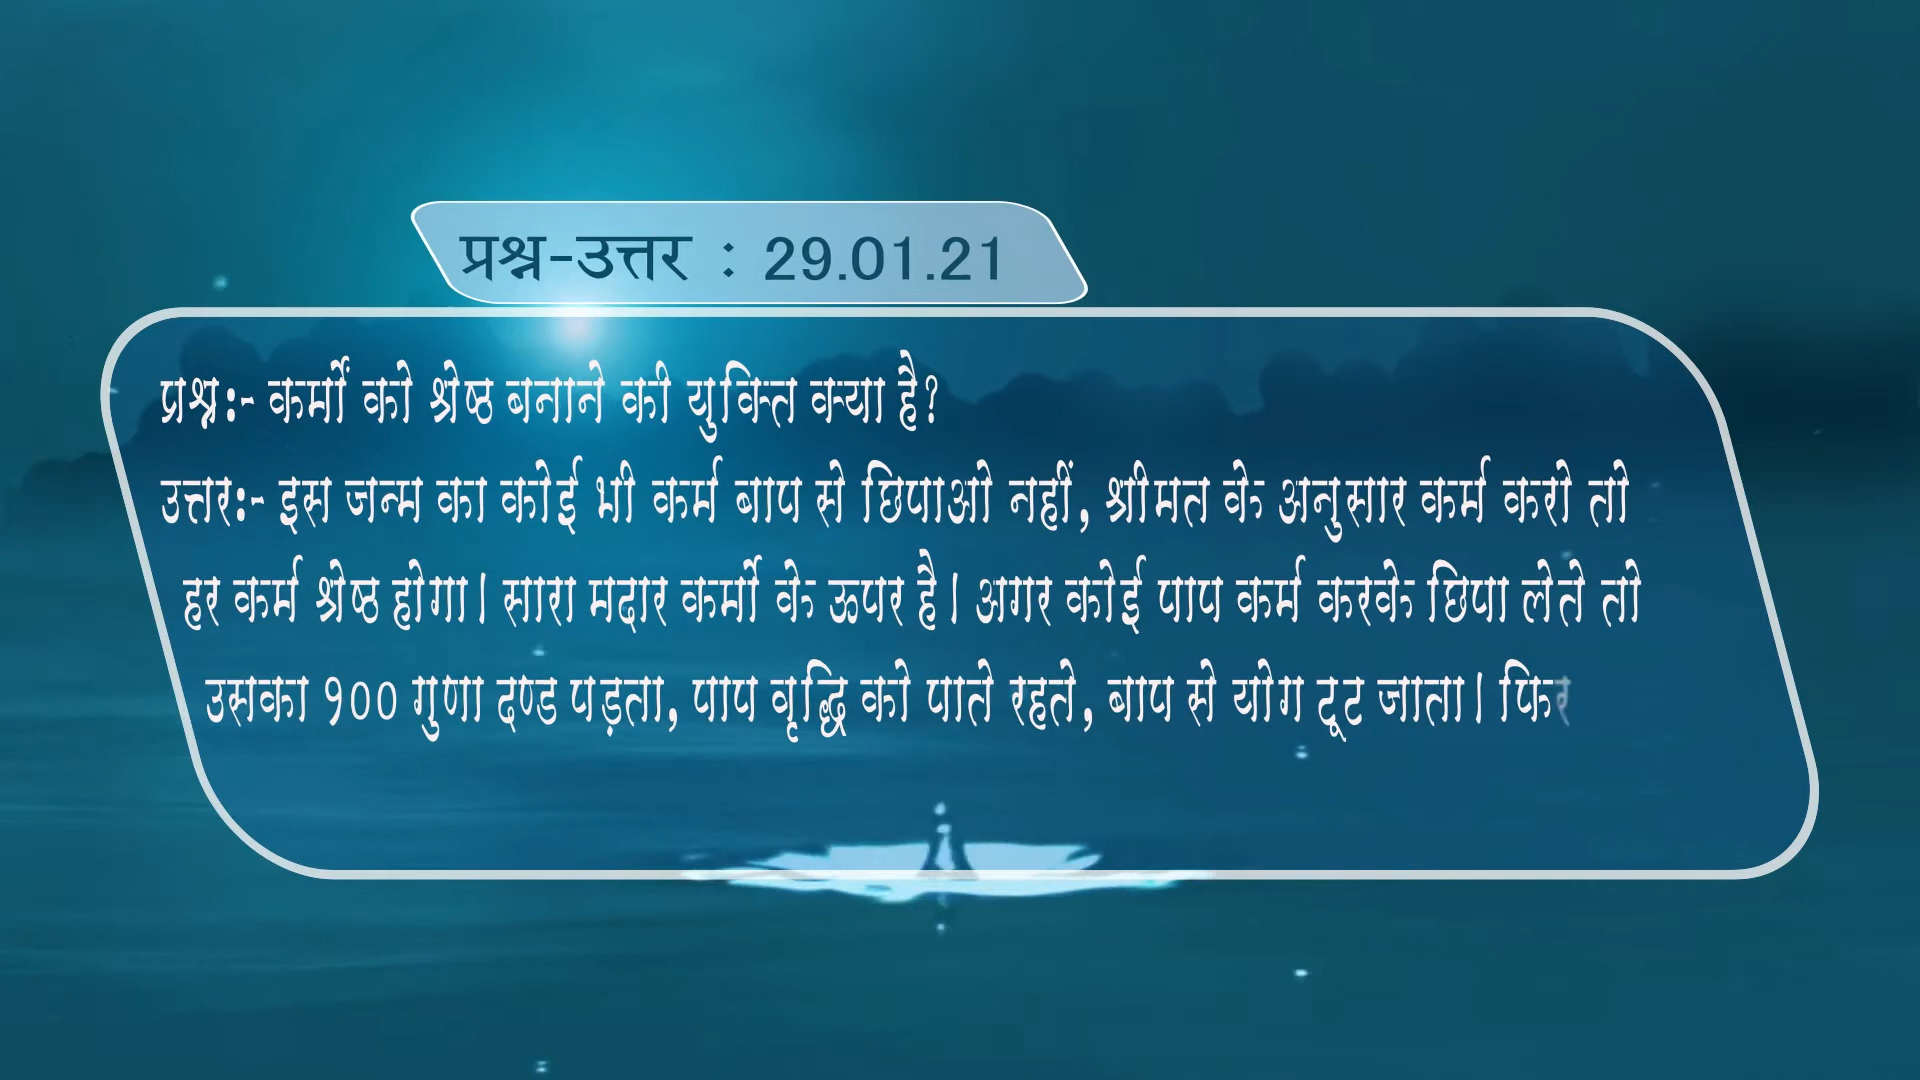 प्रश्न-उत्तर : 29.01.21
प्रश्न:- कर्मों को श्रेष्ठ बनाने की युक्ति क्या है?
उत्तर:- इस जन्म का कोई भी कर्म बाप से छिपाओ नहीं, श्रीमत के अनुसार कर्म करो तो
हर कर्म श्रेष्ठ होगा। सारा मदार कर्मो के ऊपर है। अगर कोई पाप कर्म करके छिपा लेते तो
उसका १०० गुणा दण्ड पड़ता, पाप वृद्धि को पाते रहते, बाप से योग टूट जाता। फिर